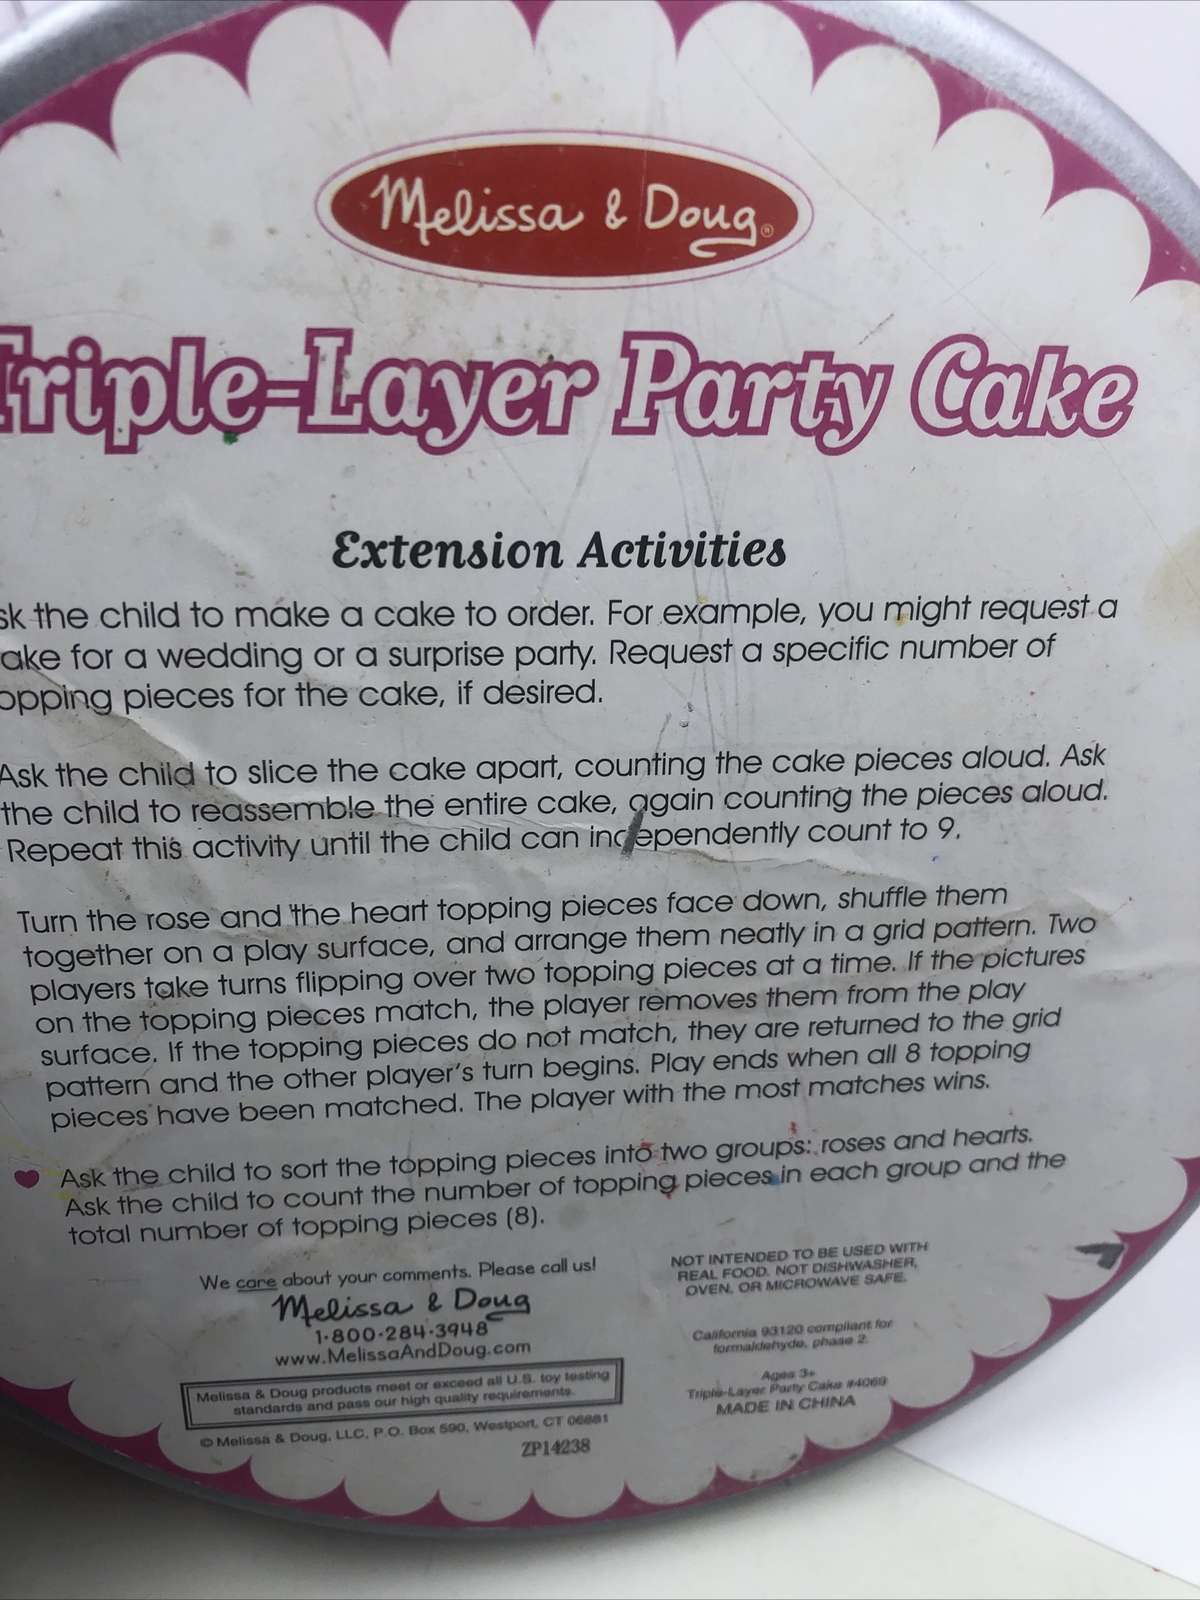 Melissa & Doug®
Triple-Layer Party Cake
Extension Activities
sk the child to make a cake to order. For example, you might request a
ake for a wedding or a surprise party. Request a specific number of
opping pieces for the cake, if desired.
Ask the child to slice the cake apart, counting the cake pieces aloud. Ask
the child to reassemble the entire cake, again counting the pieces aloud.
Repeat this activity until the child can independently count to 9.
Turn the rose and the heart topping pieces face down, shuffle them
together on a play surface, and arrange them neatly in a grid pattern. Two
players take turns flipping over two topping pieces at a time. If the pictures
on the topping pieces match, the player removes them from the play
surface. If the topping pieces do not match, they are returned to the grid
pattern and the other player's turn begins. Play ends when all 8 topping
pieces have been matched. The player with the most matches wins.
Ask the child to sort the topping pieces into two groups: roses and hearts.
Ask the child to count the number of topping pieces in each group and the
total number of topping pieces (8).
We care about your comments. Please call us!
Melissa & Doug
1-800-284-3948
www.MelissaAndDoug.com
Melissa & Doug products meet or exceed all U.S. toy testing
standards and pass our high quality requirements.
© Melissa & Doug, LLC, P.O. Box 590, Westport, CT 06881
ZP14238
NOT INTENDED TO BE USED WITH
REAL FOOD. NOT DISHWASHER,
OVEN, OR MICROWAVE SAFE.
California 93120 compliant for
formaldehyde, phase 2.
Ages 3+
Triple-Layer Party Cake #4069
MADE IN CHINA